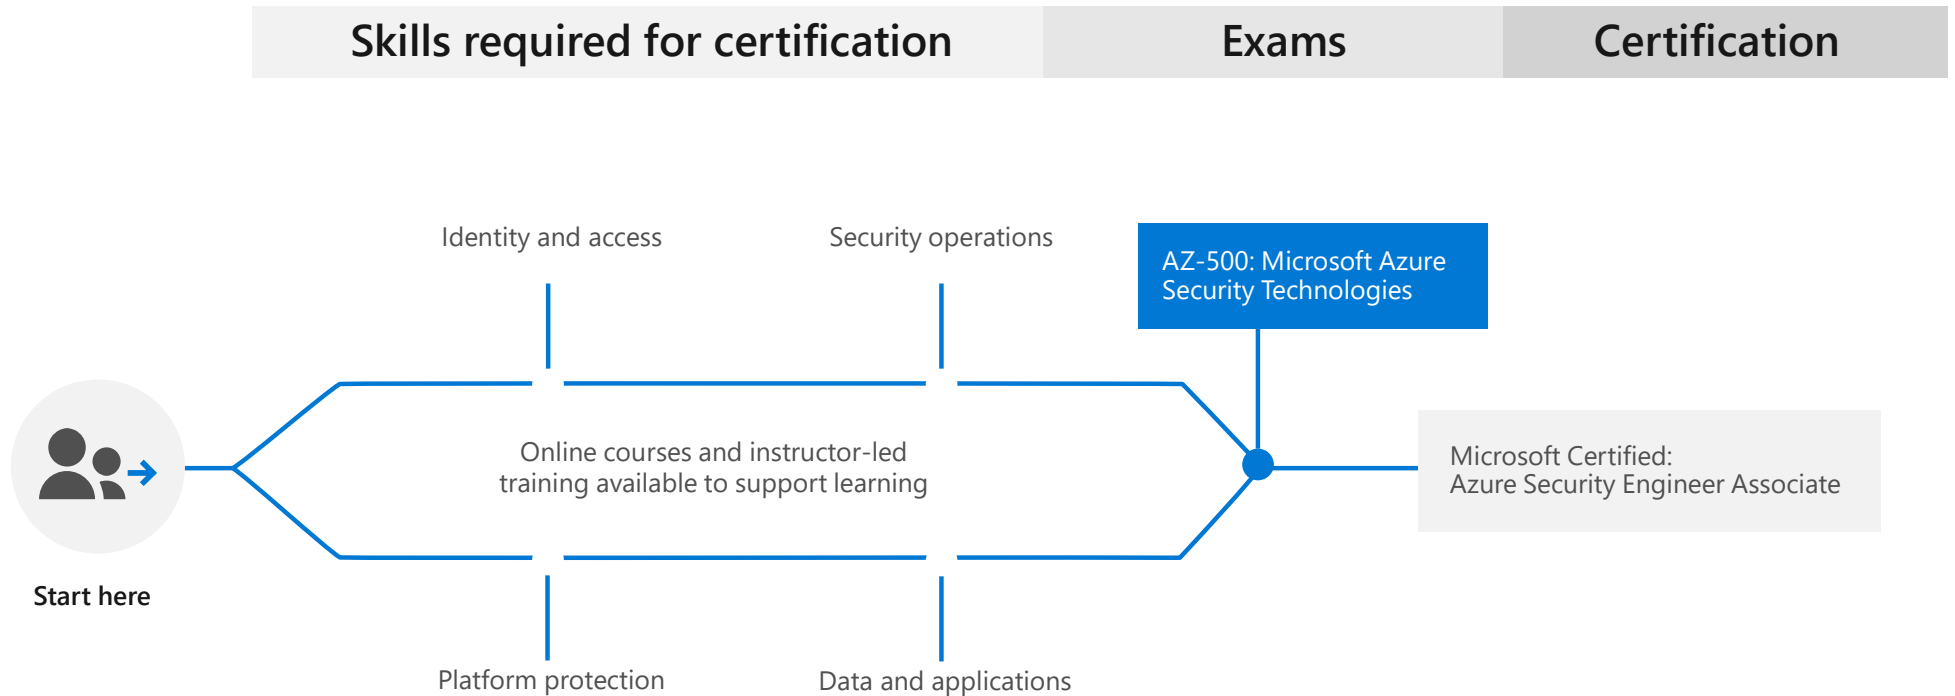 Skills required for certification
Exams
Certification
Identity and access
Security operations
AZ-500: Microsoft Azure
Security Technologies
Online courses and instructor-led
training available to support learning
Microsoft Certified:
Azure Security Engineer Associate
Start here
Platform protection
Data and applications